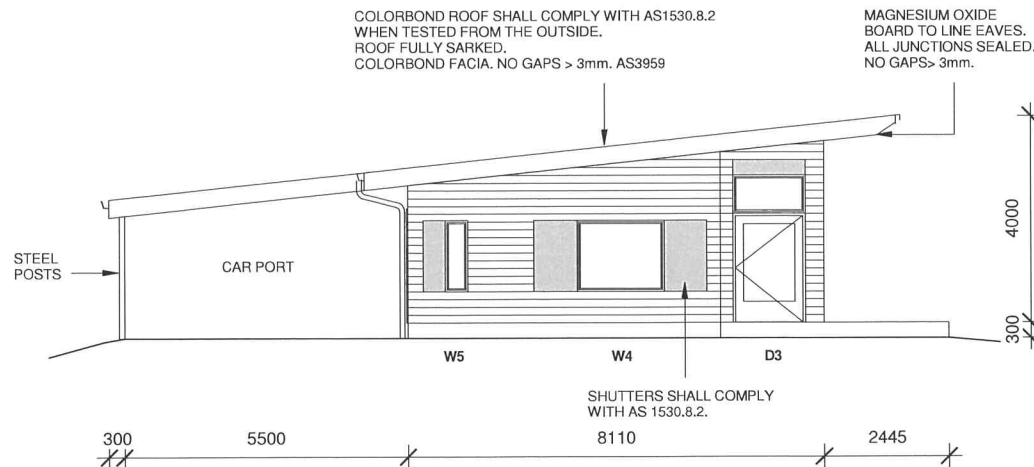 COLORBOND ROOF SHALL COMPLY WITH AS1530.8.2
WHEN TESTED FROM THE OUTSIDE.
ROOF FULLY SARKED.
COLORBOND FACIA. NO GAPS > 3mm. AS3959
MAGNESIUM OXIDE
BOARD TO LINE EAVES.
ALL JUNCTIONS SEALED.
NO GAPS> 3mm.
4000
STEEL
POSTS
CAR PORT
300
W5 W4 D3
SHUTTERS SHALL COMPLY
WITH AS 1530.8.2.
300 5500 8110 2445